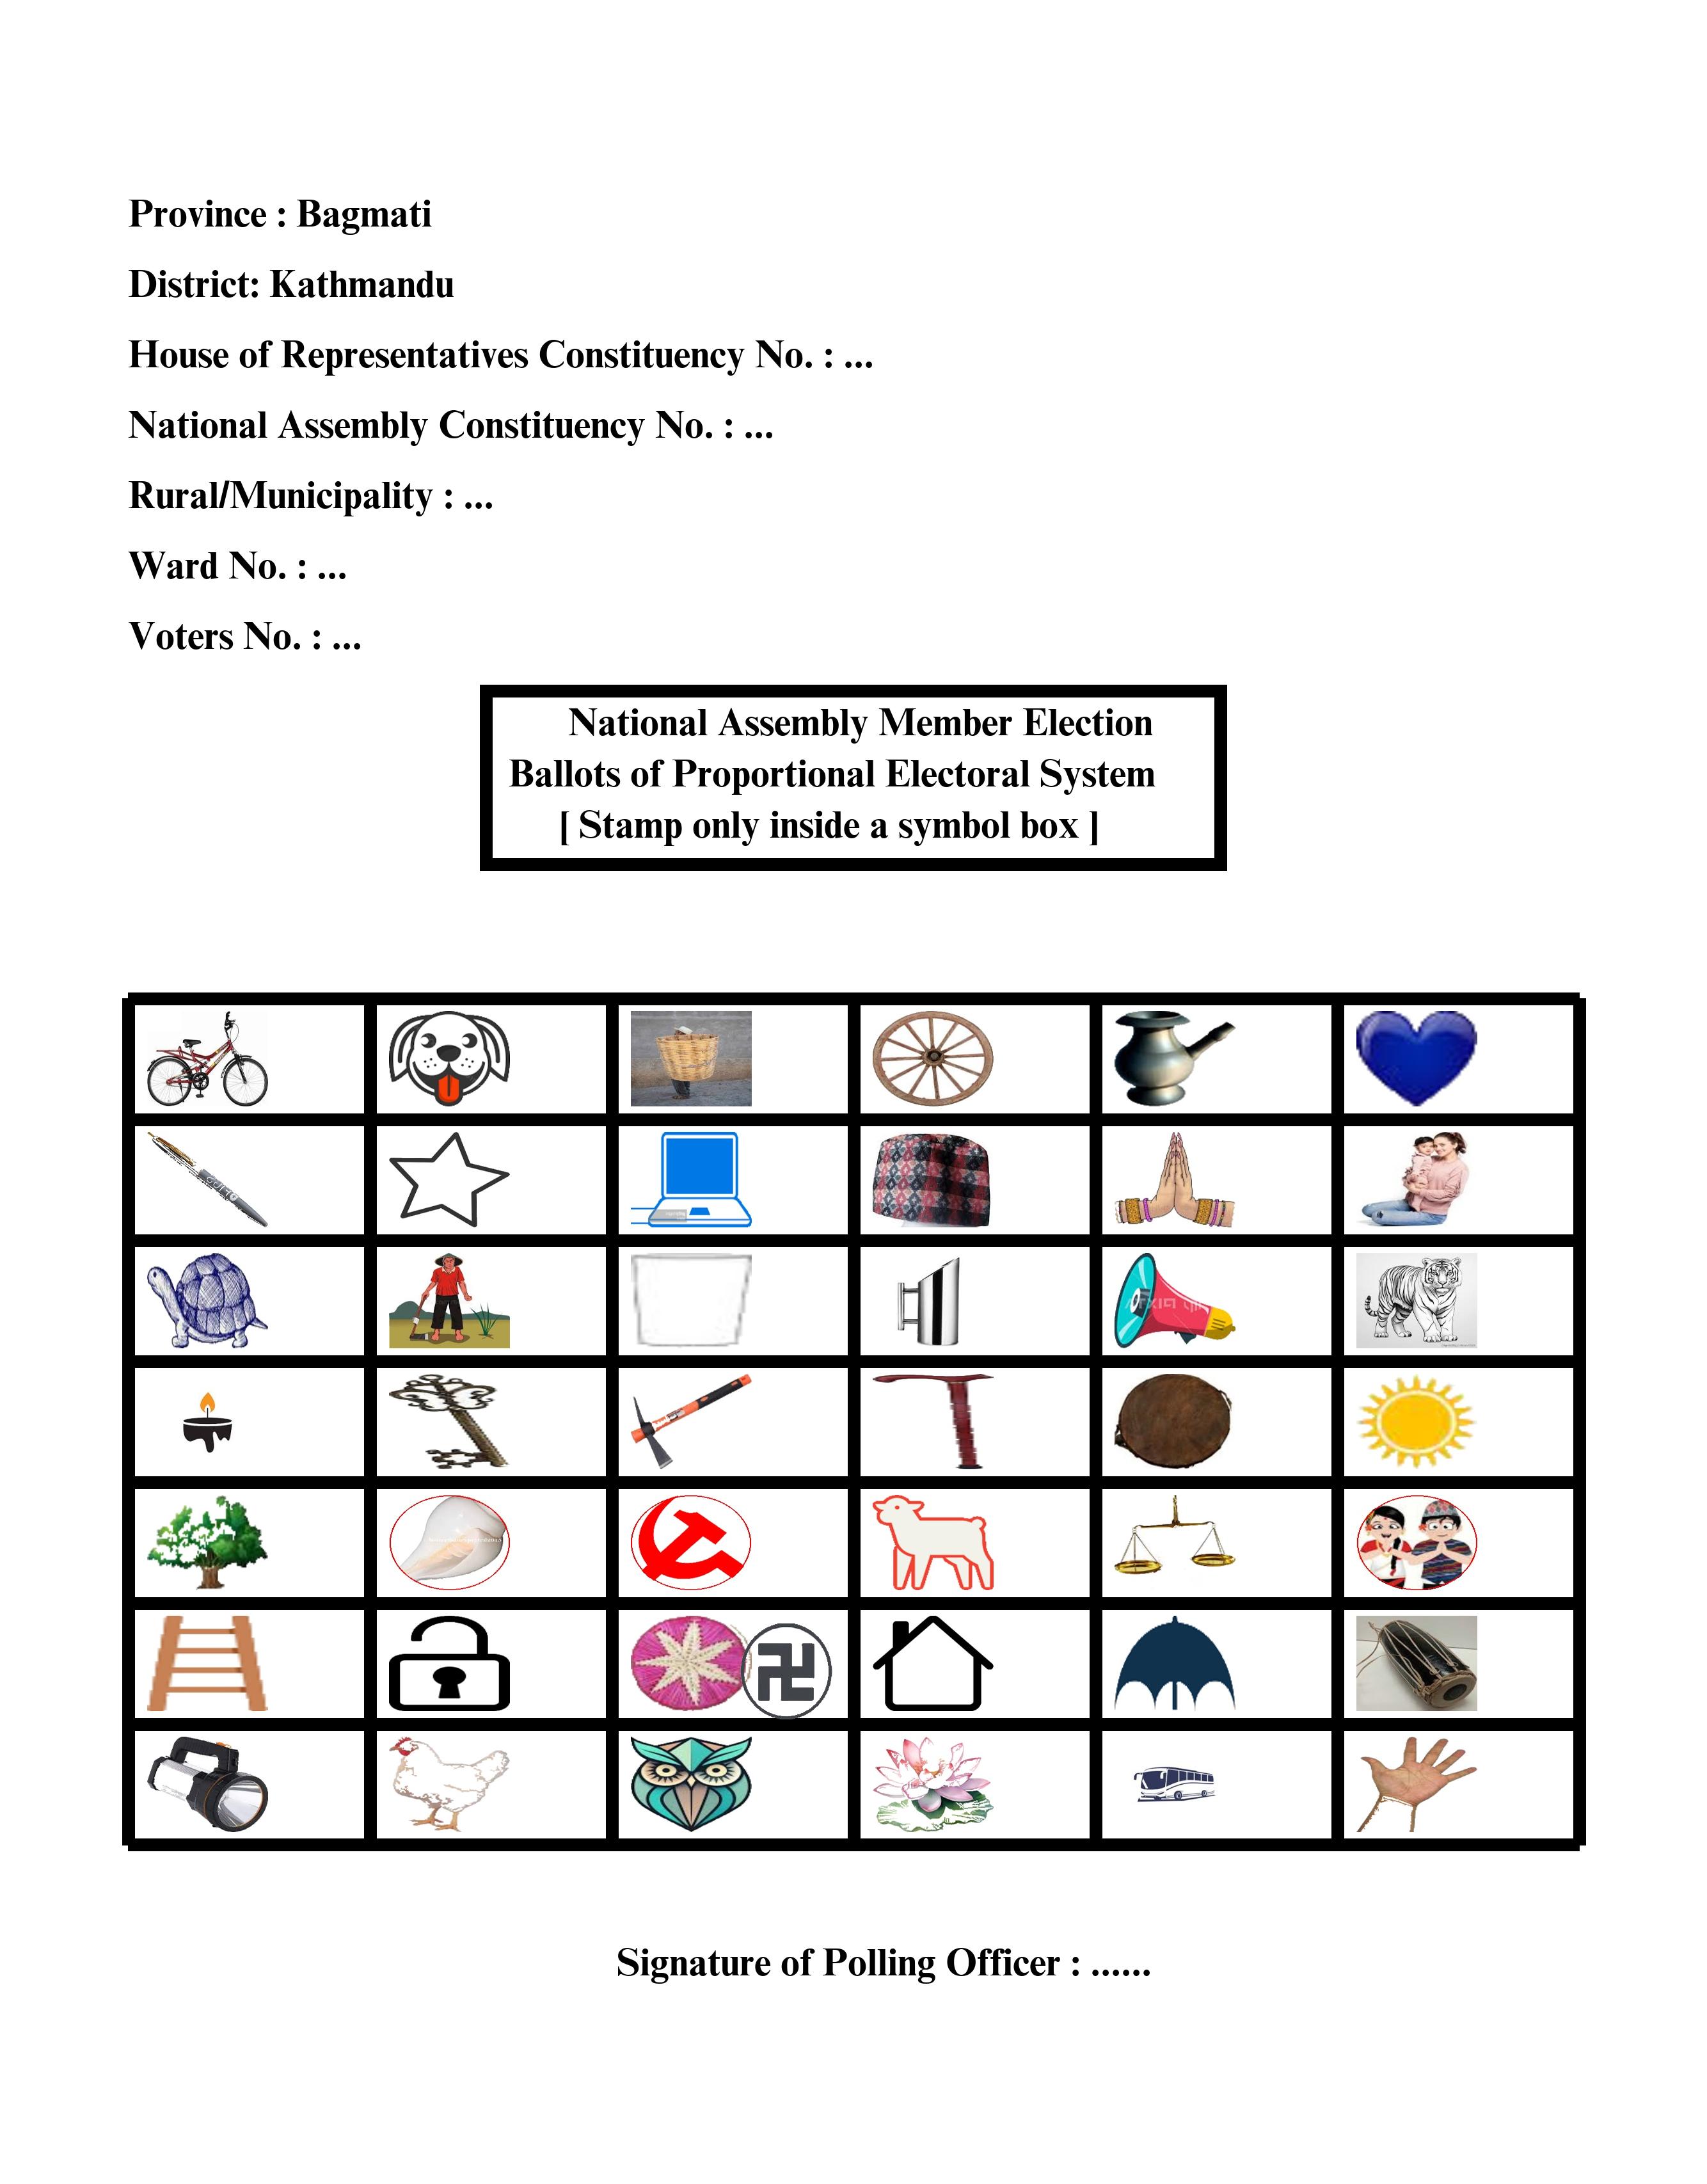 Province : Bagmati
District: Kathmandu
House of Representatives Constituency No. : ...
National Assembly Constituency No. : ...
Rural/Municipality : ...
Ward No. : ...
Voters No. : ...
National Assembly Member Election
Ballots of Proportional Electoral System
[ Stamp only inside a symbol box ]
Signature of Polling Officer : ......